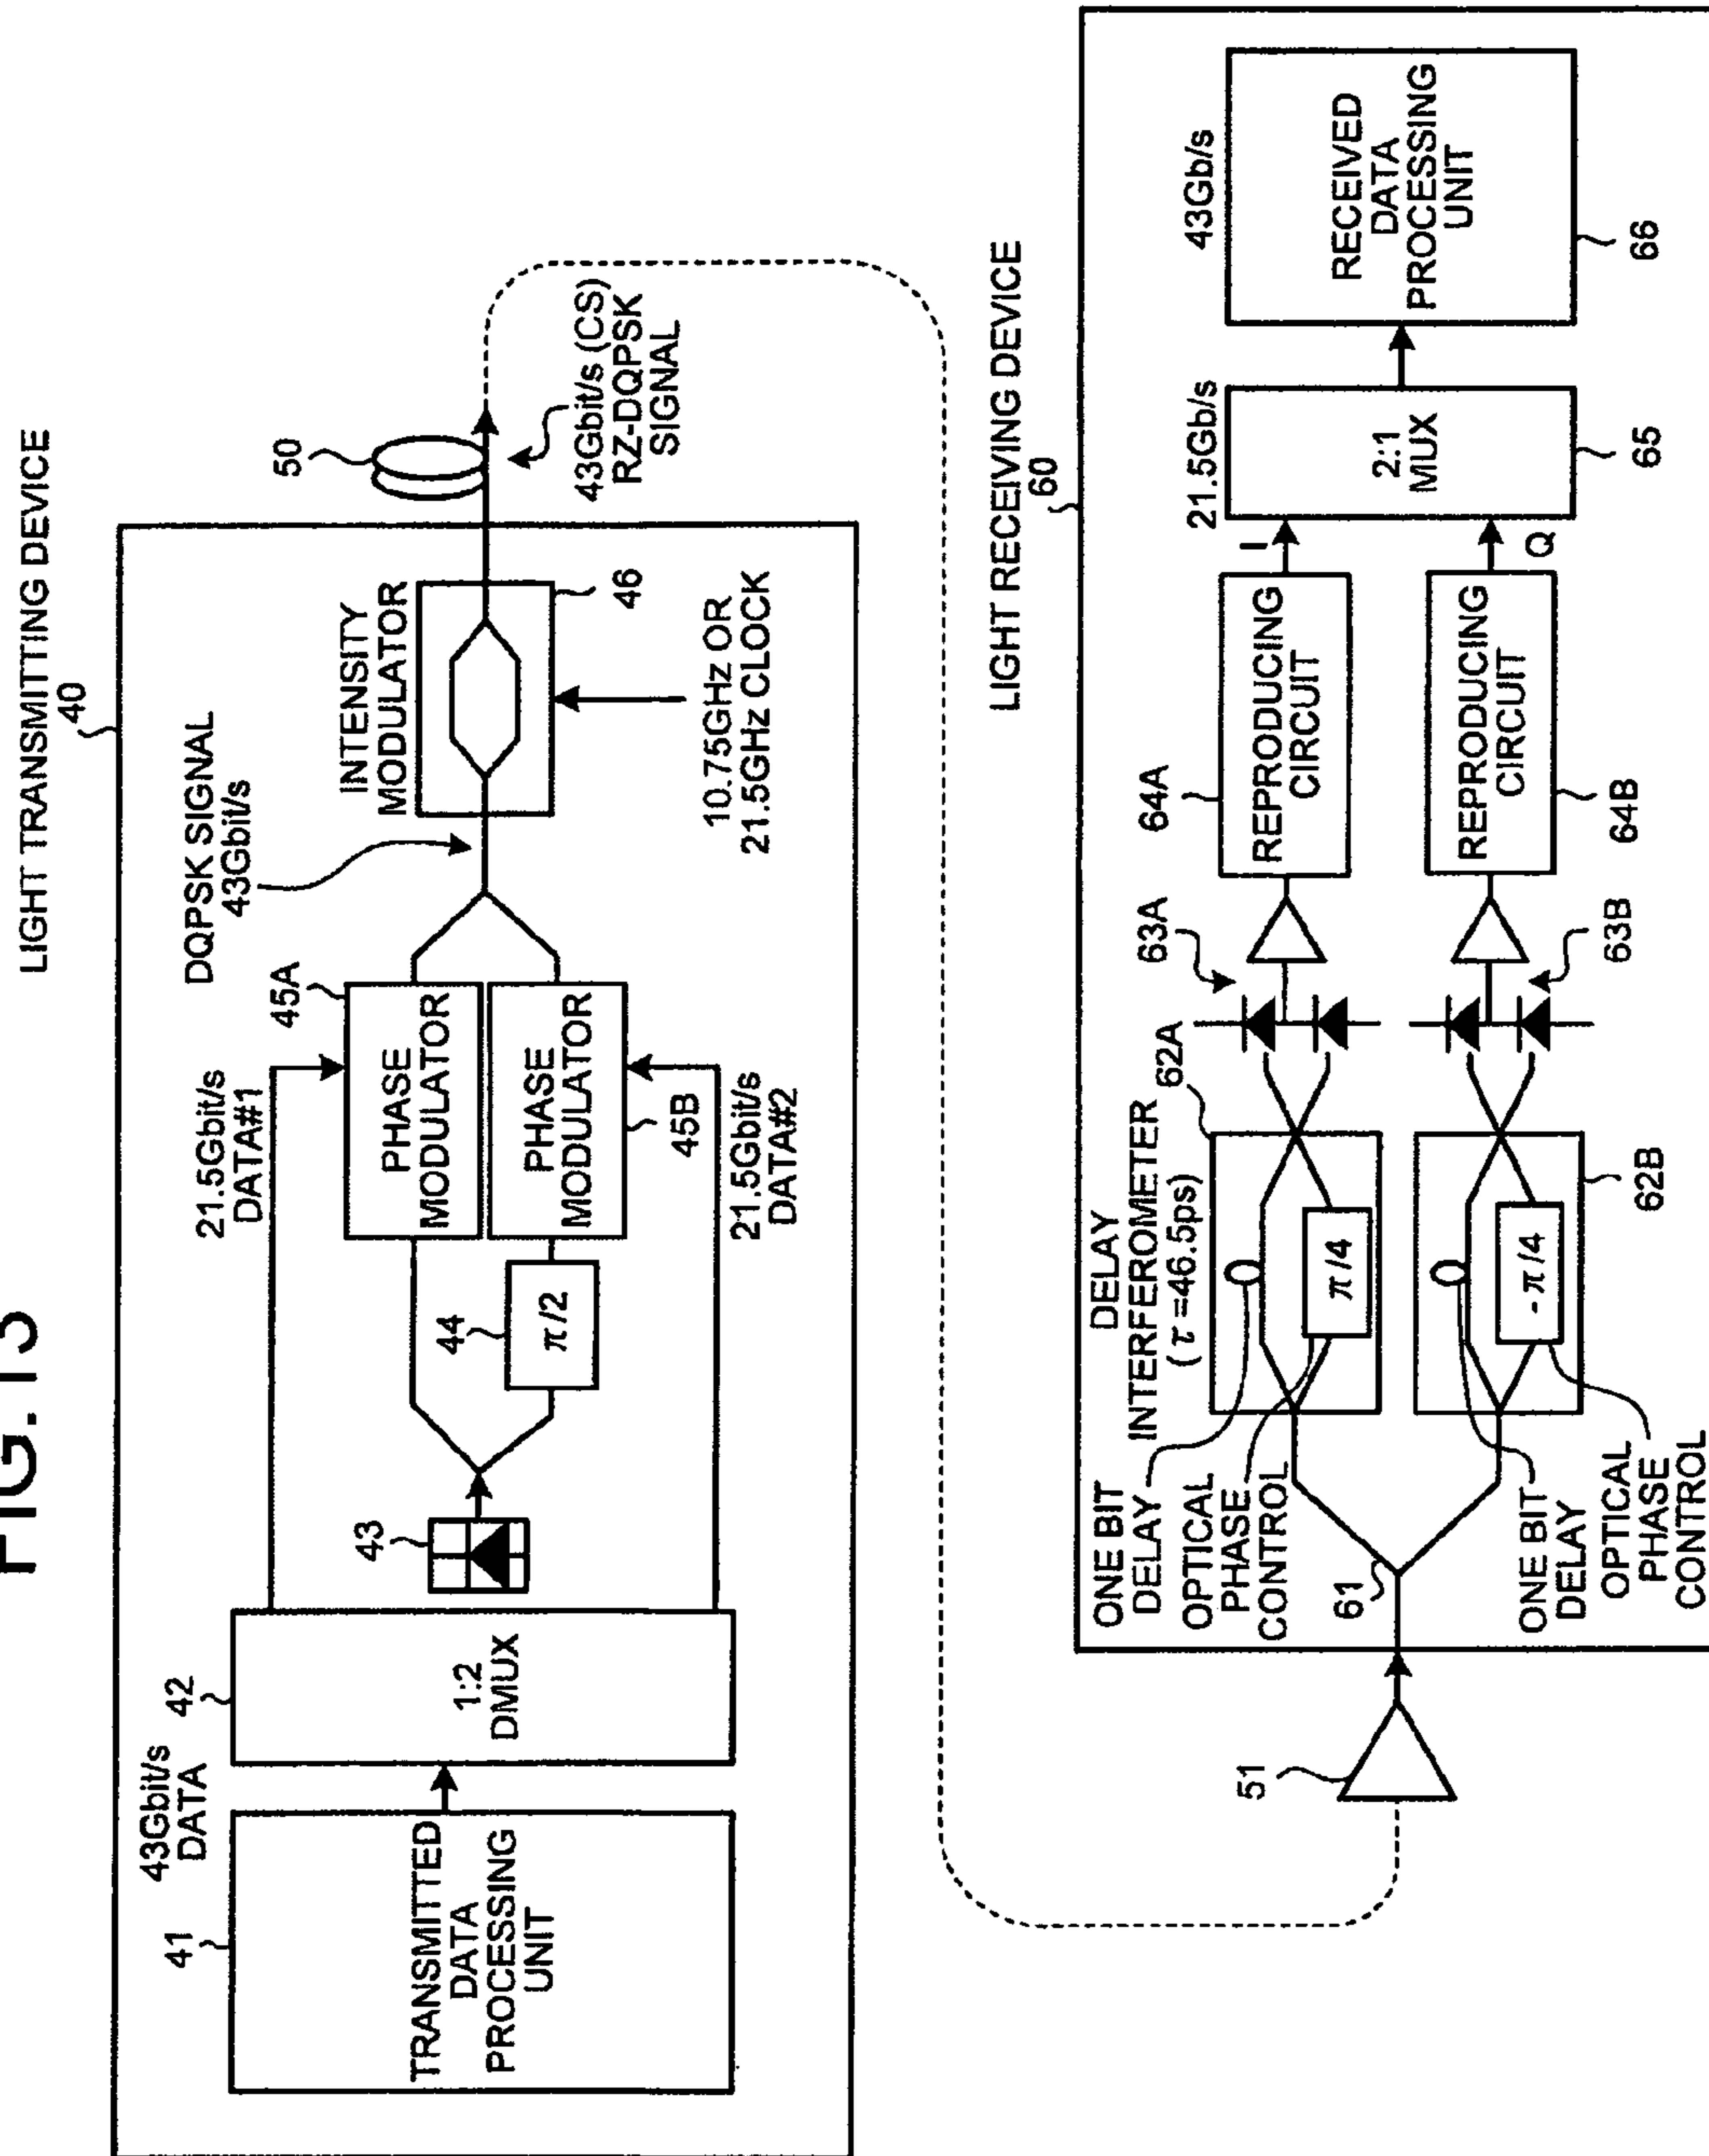 FIG. 13
LIGHT TRANSMITTING DEVICE
40
41
TRANSMITTED
DATA
PROCESSING
UNIT
43Gbit/s
DATA
42
1:2
DMUX
43
44
π/2
21.5Gbit/s
DATA#1
45A
PHASE
MODULATOR
PHASE
MODULATOR
45B
21.5Gbit/s
DATA#2
DQPSK SIGNAL
43Gbit/s
INTENSITY
MODULATOR
46
10.75GHz OR
21.5GHz CLOCK
50
43Gbit/s (CS)
RZ-DQPSK
SIGNAL
LIGHT RECEIVING DEVICE
60
51
61
ONE BIT
DELAY
OPTICAL
PHASE
CONTROL
DELAY
INTERFEROMETER
(τ=46.5ps)
62A
π/4
ONE BIT
DELAY
OPTICAL
PHASE
CONTROL
-π/4
62B
63A
63B
64A
REPRODUCING
CIRCUIT
REPRODUCING
CIRCUIT
64B
I
Q
21.5Gb/s
2:1
MUX
65
43Gb/s
RECEIVED
DATA
PROCESSING
UNIT
66